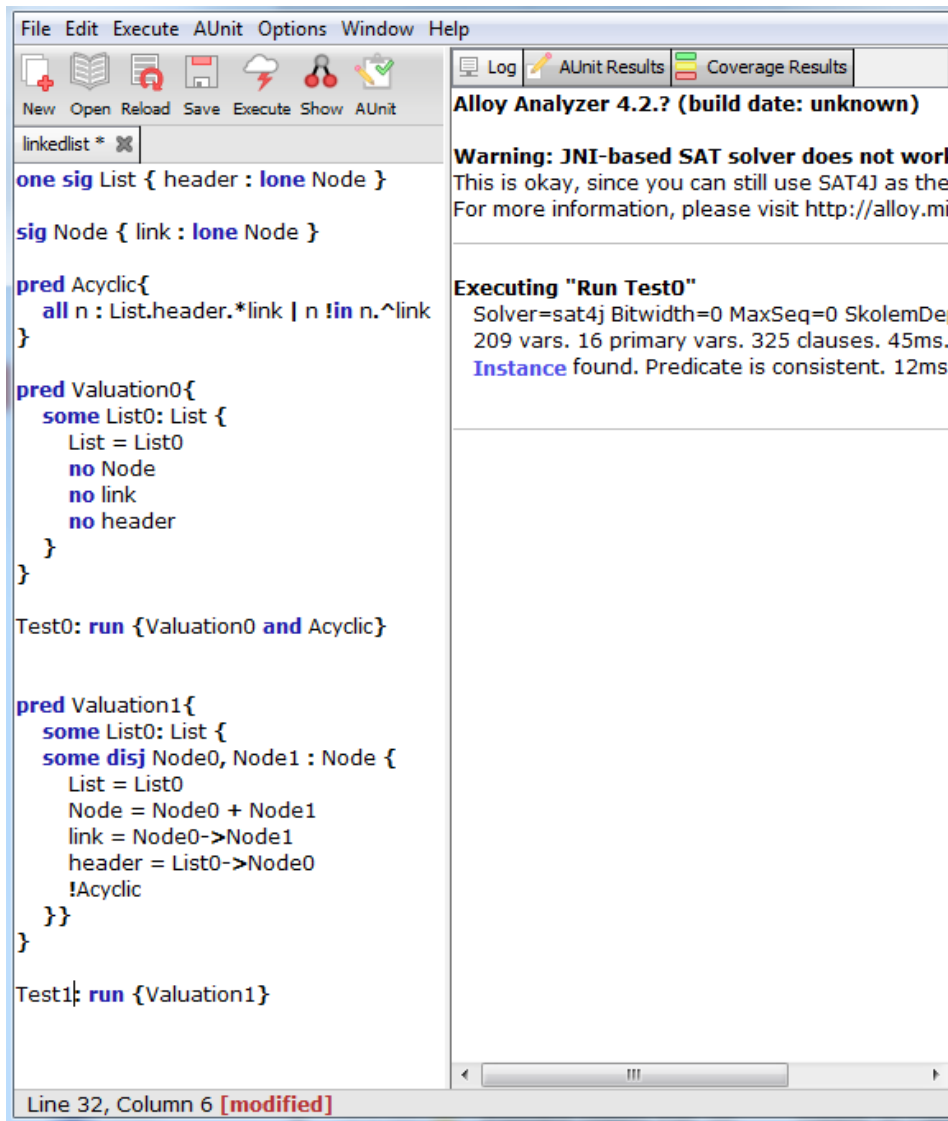 File Edit Execute AUnit Options Window Help
New Open Reload Save Execute Show AUnit
linkedlist *
one sig List { header : lone Node }
sig Node { link : lone Node }
pred Acyclic{
all n : List.header.*link | n !in n.^link
}
pred Valuation0{
some List0: List {
List = List0
no Node
no link
no header
}
}
Test0: run {Valuation0 and Acyclic}
pred Valuation1{
some List0: List {
some disj Node0, Node1 : Node {
List = List0
Node = Node0 + Node1
link = Node0->Node1
header = List0->Node0
!Acyclic
}}
}
Test1: run {Valuation1}
Log AUnit Results Coverage Results
Alloy Analyzer 4.2.? (build date: unknown)
Warning: JNI-based SAT solver does not worl
This is okay, since you can still use SAT4J as the
For more information, please visit http://alloy.mi
Executing "Run Test0"
Solver=sat4j Bitwidth=0 MaxSeq=0 SkolemDep
209 vars. 16 primary vars. 325 clauses. 45ms.
Instance found. Predicate is consistent. 12ms
Line 32, Column 6 [modified]